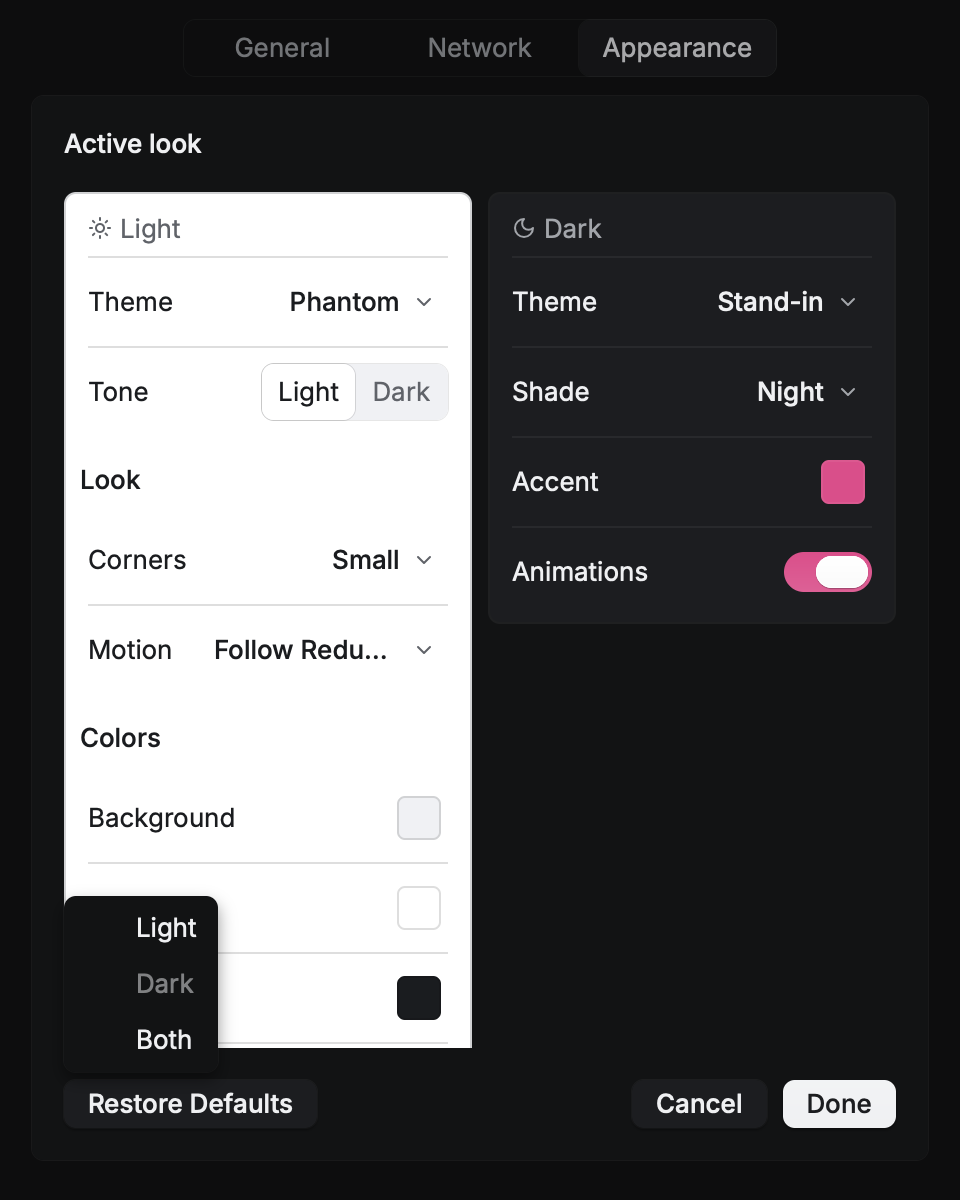 General
Network
Appearance
Active look
Light
Theme
Phantom
Tone
Light
Dark
Look
Corners
Small
Motion
Follow Redu...
Colors
Background
Dark
Theme
Stand-in
Shade
Night
Accent
Animations
Light
Dark
Both
Restore Defaults
Cancel
Done